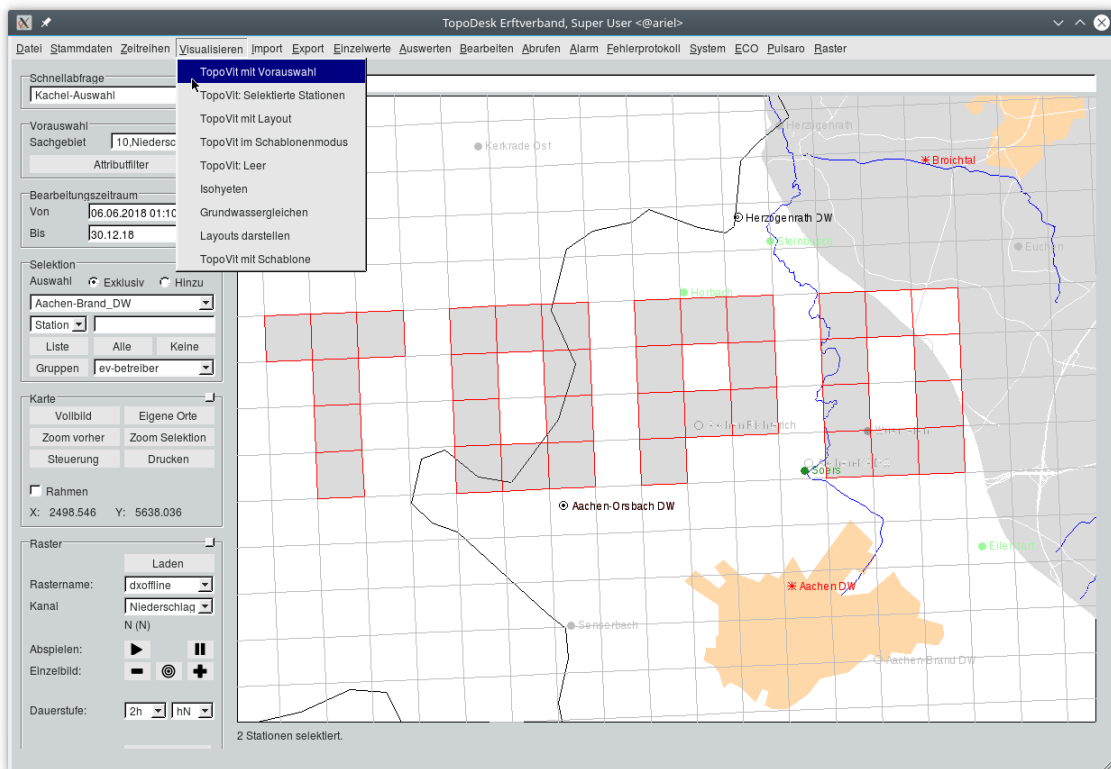 TopoDesk Erftverband, Super User <@ariel>
Datei Stammdaten Zeitreihen Visualisieren Import Export Einzelwerte Auswerten Bearbeiten Abrufen Alarm Fehlerprotokoll System ECO Pulsaro Raster
TopoVit mit Vorauswahl
TopoVit: Selektierte Stationen
TopoVit mit Layout
TopoVit im Schablonenmodus
TopoVit: Leer
Isohyeten
Grundwassergleichen
Layouts darstellen
TopoVit mit Schablone
Schnellabfrage
Kachel-Auswahl
Vorauswahl
Sachgebiet 10,Niedersc
Attributfilter
Bearbeitungszeitraum
Von 06.06.2018 01:10
Bis 30.12.18
Selektion
Auswahl Exklusiv Hinzu
Aachen-Brand_DW
Station
Liste Alle Keine
Gruppen ev-betreiber
Karte
Vollbild Eigene Orte
Zoom vorher Zoom Selektion
Steuerung Drucken
Rahmen
X: 2498.546 Y: 5638.036
Raster
Laden
Rastername: dxoffline
Kanal Niederschlag
N (N)
Abspielen:
Einzelbild:
Dauerstufe: 2h hN
Herzogenrath
Kerkrade Ost
Broichtal
Herzogenrath DW
Steinbusch
Euchen
Horbach
Soers
Aachen-Orsbach DW
Eilendorf
Aachen DW
Senserbach
Aachen-Brand DW
2 Stationen selektiert.